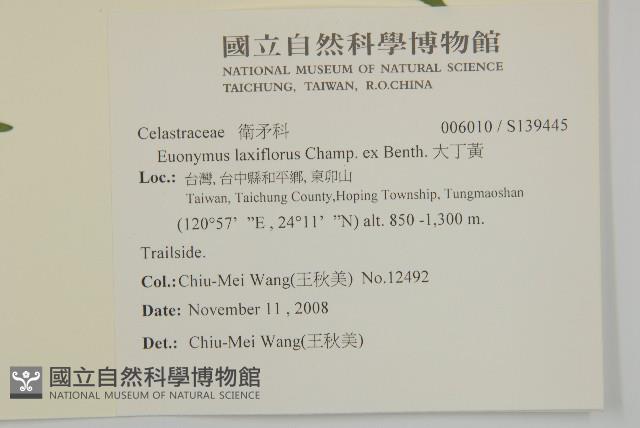 國立自然科學博物館
NATIONAL MUSEUM OF NATURAL SCIENCE
TAICHUNG, TAIWAN, R.O.CHINA
Celastraceae 衛矛科 006010 / S139445
Euonymus laxiflorus Champ. ex Benth. 大丁黃
Loc.: 台灣, 台中縣和平鄉, 東卯山
Taiwan, Taichung County,Hoping Township, Tungmaoshan
(120°57' ”E , 24°11' ”N) alt. 850 -1,300 m.
Trailside.
Col.:Chiu-Mei Wang(王秋美) No.12492
Date: November 11 , 2008
Det.: Chiu-Mei Wang(王秋美)
國立自然科學博物館
NATIONAL MUSEUM OF NATURAL SCIENCE